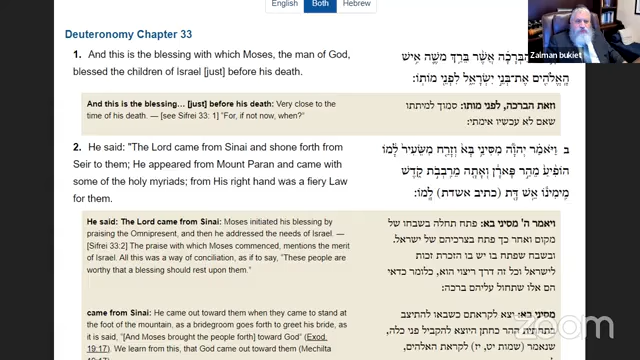 English
Both
Hebrew
Zalman bukiet
Deuteronomy Chapter 33
1. And this is the blessing with which Moses, the man of God,
blessed the children of Israel [just] before his death.
הַבְּרָכָ֗ה אֲשֶׁ֨ר בֵּרַ֥ךְ משֶׁ֛ה אִ֥ישׁ
הָֽאֱלֹהִ֖ים אֶת־בְּנֵ֣י יִשְׂרָאֵ֑ל לִפְנֵ֖י מוֹתֽוֹ:
And this is the blessing… [just] before his death: Very close to
the time of his death. — [see Sifrei 33: 1] "For, if not now, when?"
וזאת הברכה, לפני מותו: סמוך למיתתו
שאם לא עכשיו אימתי:
2. He said: "The Lord came from Sinai and shone forth from
Seir to them; He appeared from Mount Paran and came with
some of the holy myriads; from His right hand was a fiery Law
for them.
ב וַיֹּאמַ֗ר יְהֹוָ֞ה מִסִּינַ֥י בָּא֙ וְזָרַ֤ח מִשֵּׂעִיר֙ לָ֔מוֹ
הוֹפִ֨יעַ֙ מֵהַ֣ר פָּארָ֔ן וְאָתָ֖ה מֵרִבְבֹ֣ת קֹ֑דֶשׁ
מִֽימִינ֕וֹ אֵ֥שׁ דָּ֖ת (כתיב אשדת) לָֽמוֹ:
He said: The Lord came from Sinai: Moses initiated his blessing by
praising the Omnipresent, and then he addressed the needs of Israel. —
[Sifrei 33:2] The praise with which Moses commenced, mentions the merit
of Israel. All this was a way of conciliation, as if to say, "These people are
worthy that a blessing should rest upon them."
ויאמר ה' מסיני בא: פתח תחלה בשבחו של
מקום ואחר כך פתח בצרכיהם של ישראל.
ובשבח שפתח בו יש בו הזכרת זכות
לישראל וכל זה דרך ריצוי הוא, כלומר כדאי
הם אלו שתחול עליהם ברכה:
came from Sinai: He came out toward them when they came to stand
at the foot of the mountain, as a bridegroom goes forth to greet his bride, as
it is said, "[And Moses brought the people forth] toward God" (Exod.
19:17). We learn from this, that God came out toward them (Mechilta
מסיני בא: יצא לקראתם כשבאו להתיצב
בתחתית ההר כחתן היוצא להקביל פני כלה,
שנאמר (שמות יט, יז) לקראת האלהים,
zoom